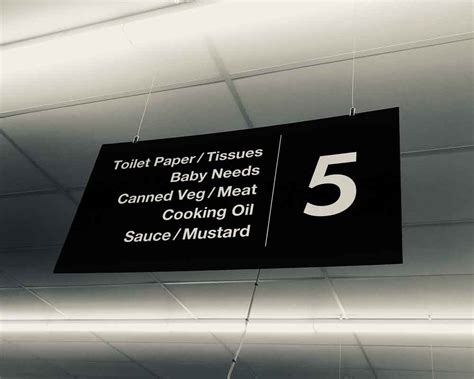 Toilet Paper / Tissues
Baby Needs
Canned Veg / Meat
Cooking Oil
Sauce / Mustard
5